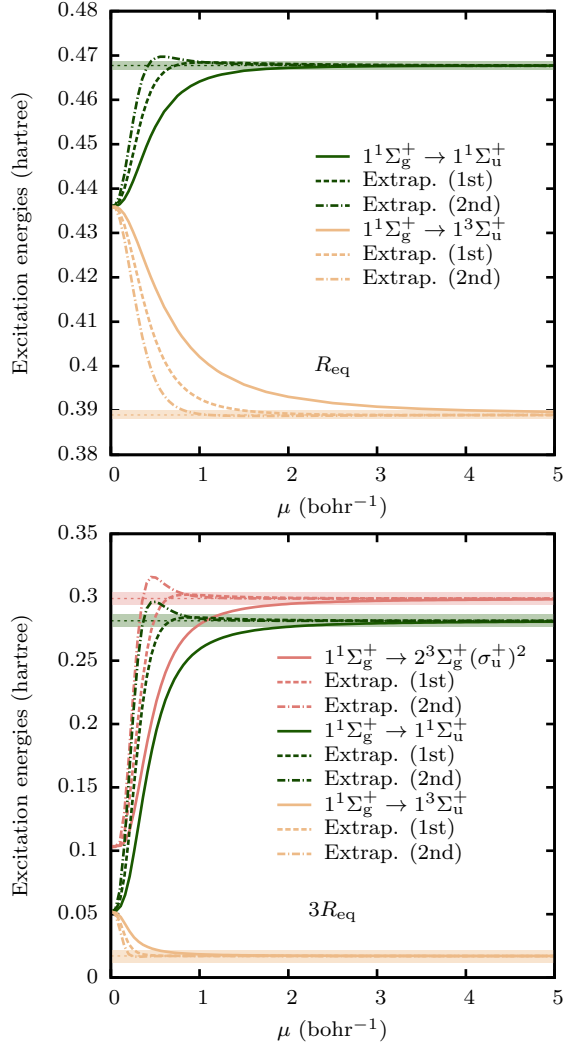 0.48
0.47
0.46
0.45
0.44
0.43
0.42
0.41
0.4
0.39
0.38
Excitation energies (hartree)
1¹Σg⁺ → 1¹Σu⁺
Extrap. (1st)
Extrap. (2nd)
1¹Σg⁺ → 1³Σu⁺
Extrap. (1st)
Extrap. (2nd)
Req
0 1 2 3 4 5
μ (bohr⁻¹)
0.35
0.3
0.25
0.2
0.15
0.1
0.05
0
Excitation energies (hartree)
1¹Σg⁺ → 2³Σg⁺(σu⁺)²
Extrap. (1st)
Extrap. (2nd)
1¹Σg⁺ → 1¹Σu⁺
Extrap. (1st)
Extrap. (2nd)
1¹Σg⁺ → 1³Σu⁺
Extrap. (1st)
Extrap. (2nd)
3Req
0 1 2 3 4 5
μ (bohr⁻¹)